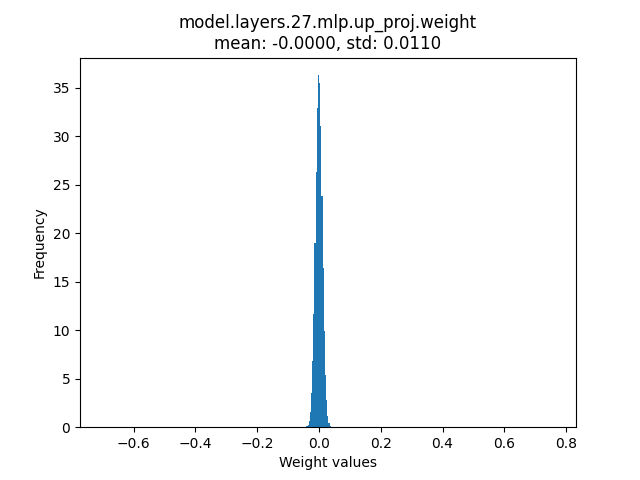 model.layers.27.mlp.up_proj.weight
mean: -0.0000, std: 0.0110
Frequency
35
30
25
20
15
10
5
0
−0.6 −0.4 −0.2 0.0 0.2 0.4 0.6 0.8
Weight values